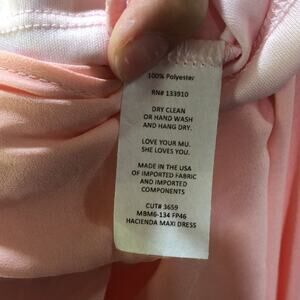 100% Polyester
RN# 133910
DRY CLEAN
OR HAND WASH
AND HANG DRY.
LOVE YOUR MU.
SHE LOVES YOU.
MADE IN THE USA
OF IMPORTED FABRIC
AND IMPORTED
COMPONENTS
CUT# 3659
MBM6-134 FP46
HACIENDA MAXI DRESS